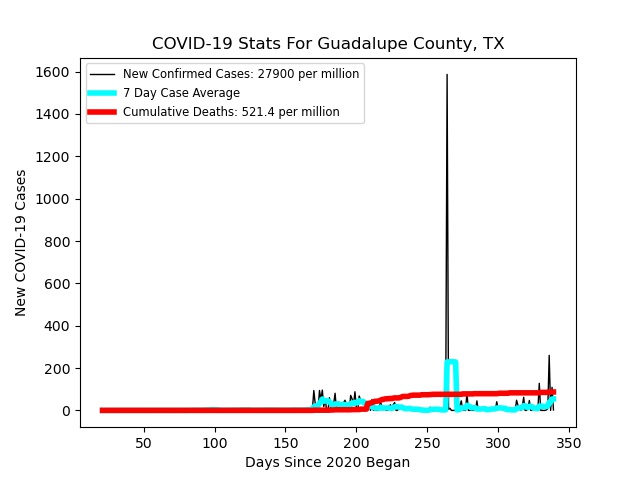 COVID-19 Stats For Guadalupe County, TX
New Confirmed Cases: 27900 per million
7 Day Case Average
Cumulative Deaths: 521.4 per million
New COVID-19 Cases
1600
1400
1200
1000
800
600
400
200
0
50
100
150
200
250
300
350
Days Since 2020 Began